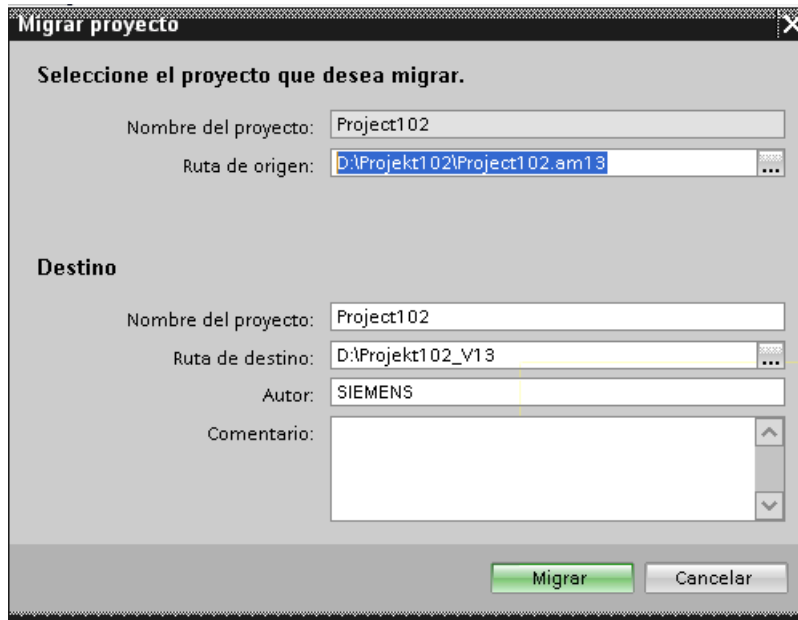 Migrar proyecto
Seleccione el proyecto que desea migrar.
Nombre del proyecto: Project102
Ruta de origen: D:\Projekt102\Project102.am13 ...
Destino
Nombre del proyecto: Project102
Ruta de destino: D:\Projekt102_V13 ...
Autor: SIEMENS
Comentario:
Migrar Cancelar